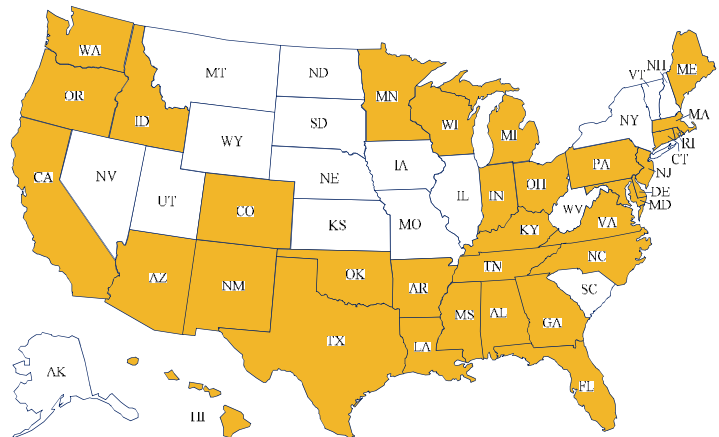 WA
MT
ND
MN
VT
NH
ME
OR
ID
SD
WI
MI
NY
MA
WY
RI
CT
IA
PA
NJ
CA
NV
UT
NE
IL
IN
OH
DE
MD
CO
KS
MO
WV
VA
KY
AZ
NM
OK
AR
TN
NC
SC
TX
LA
MS
AL
GA
AK
FL
HI